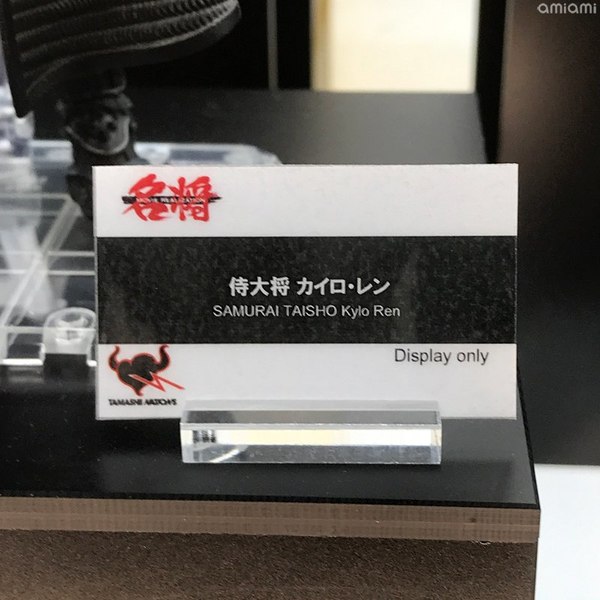 amiami
名将
MOVIE REALIZATION
侍大将 カイロ・レン
SAMURAI TAISHO Kylo Ren
Display only
TAMASHII NATIONS